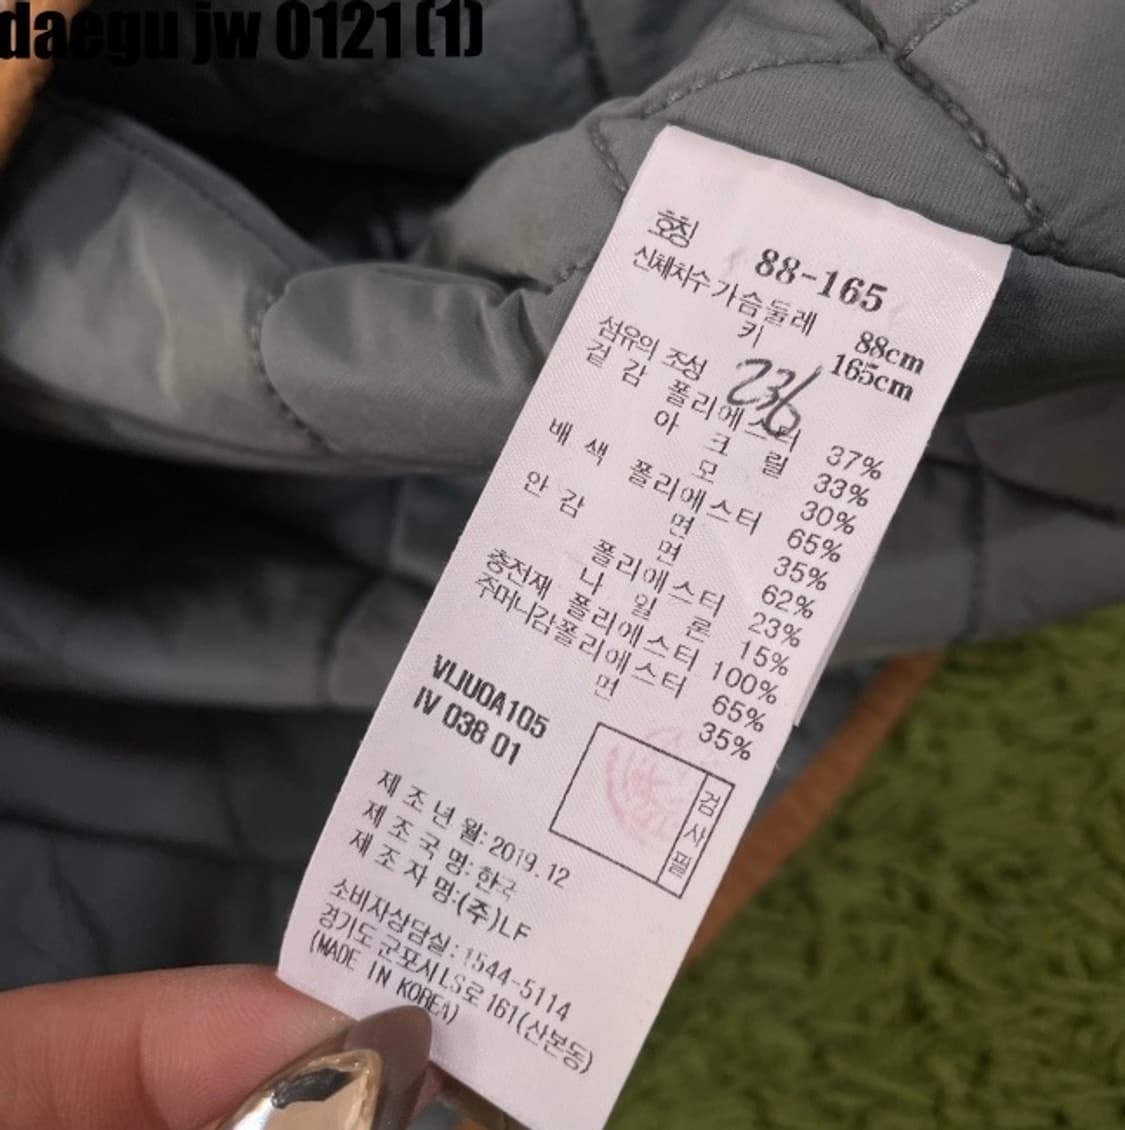 daegu jw 0121 (1)
호칭 88-165
신체치수 가슴둘레 88cm
키 165cm
섬유의 조성 236
겉감 폴리에스터 37%
아크릴 33%
모 30%
배색 폴리에스터 65%
면 35%
안감 면 62%
폴리에스터 23%
나일론 15%
충전재 폴리에스터 100%
주머니감 폴리에스터 65%
면 35%
VLJUOA105
IV 038 01
검사필
제조년월: 2019.12
제조국명: 한국
제조자명: (주)LF
소비자상담실: 1544-5114
경기도 군포시 LS로 161(산본동)
(MADE IN KOREA)